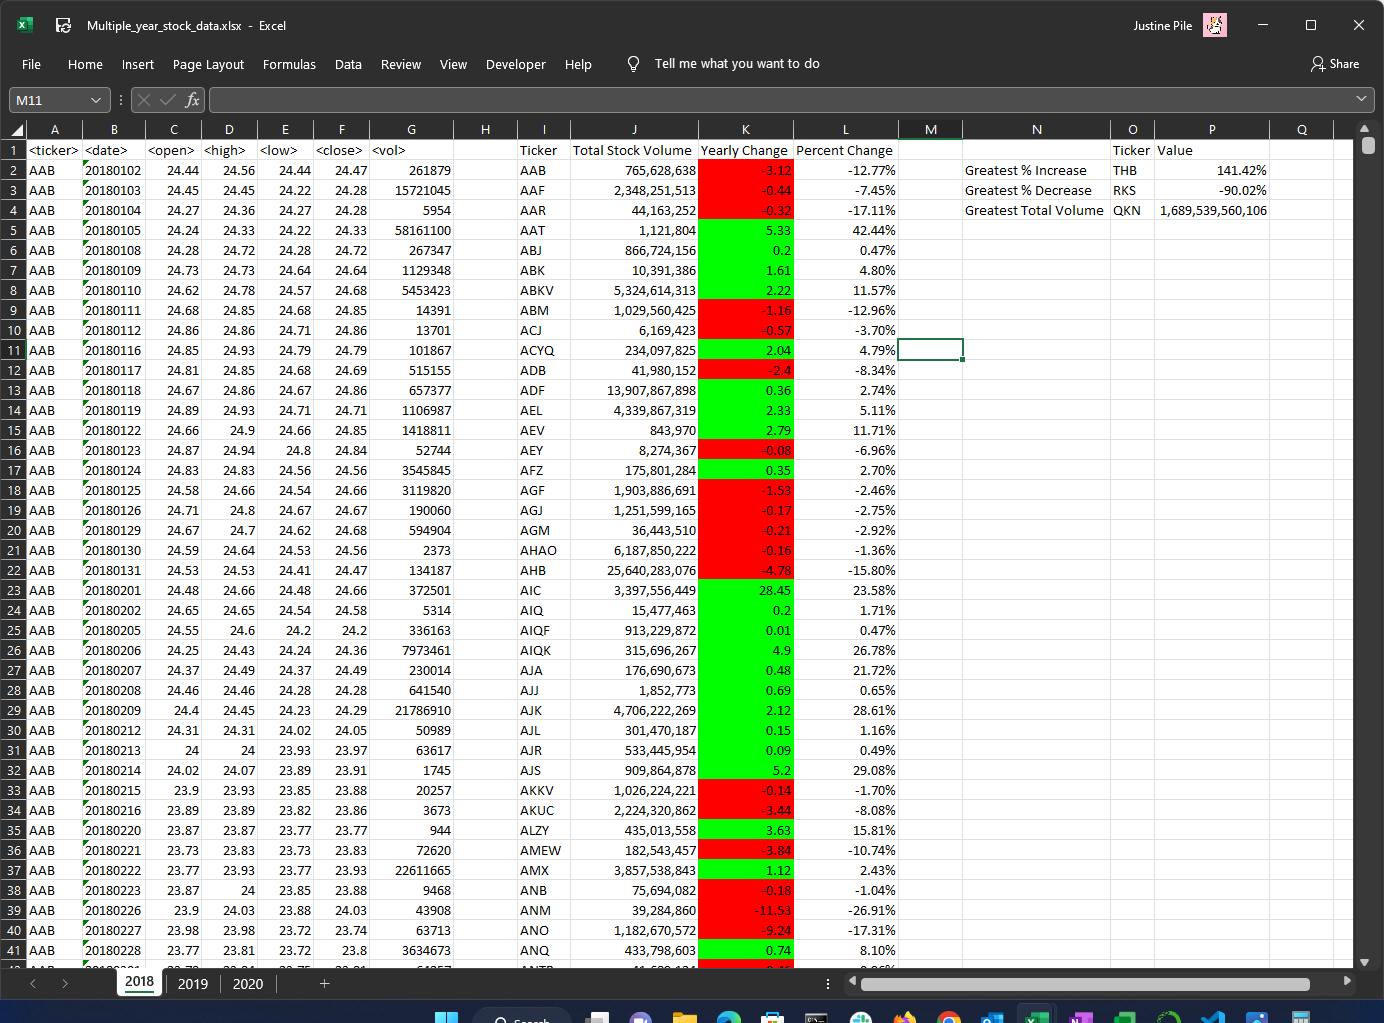 Multiple_year_stock_data.xlsx - Excel Justine Pile
File Home Insert Page Layout Formulas Data Review View Developer Help Tell me what you want to do Share
M11 fx
A B C D E F G H I J K L M N O P Q
1 <ticker> <date> <open> <high> <low> <close> <vol> Ticker Total Stock Volume Yearly Change Percent Change Ticker Value
2 AAB 20180102 24.44 24.56 24.44 24.47 261879 AAB 765,628,638 -3.12 -12.77% Greatest % Increase THB 141.42%
3 AAB 20180103 24.45 24.45 24.22 24.28 15721045 AAF 2,348,251,513 -0.44 -7.45% Greatest % Decrease RKS -90.02%
4 AAB 20180104 24.27 24.36 24.27 24.28 5954 AAR 44,163,252 -0.32 -17.11% Greatest Total Volume QKN 1,689,539,560,106
5 AAB 20180105 24.24 24.33 24.22 24.33 58161100 AAT 1,121,804 5.33 42.44%
6 AAB 20180108 24.28 24.72 24.28 24.72 267347 ABJ 866,724,156 0.2 0.47%
7 AAB 20180109 24.73 24.73 24.64 24.64 1129348 ABK 10,391,386 1.61 4.80%
8 AAB 20180110 24.62 24.78 24.57 24.68 5453423 ABKV 5,324,614,313 2.22 11.57%
9 AAB 20180111 24.68 24.85 24.68 24.85 14391 ABM 1,029,560,425 -1.16 -12.96%
10 AAB 20180112 24.86 24.86 24.71 24.86 13701 ACJ 6,169,423 -0.57 -3.70%
11 AAB 20180116 24.85 24.93 24.79 24.79 101867 ACYQ 234,097,825 2.04 4.79%
12 AAB 20180117 24.81 24.85 24.68 24.69 515155 ADB 41,980,152 -2.4 -8.34%
13 AAB 20180118 24.67 24.86 24.67 24.86 657377 ADF 13,907,867,898 0.36 2.74%
14 AAB 20180119 24.89 24.93 24.71 24.71 1106987 AEL 4,339,867,319 2.33 5.11%
15 AAB 20180122 24.66 24.9 24.66 24.85 1418811 AEV 843,970 2.79 11.71%
16 AAB 20180123 24.87 24.94 24.8 24.84 52744 AEY 8,274,367 -0.08 -6.96%
17 AAB 20180124 24.83 24.83 24.56 24.56 3545845 AFZ 175,801,284 0.35 2.70%
18 AAB 20180125 24.58 24.66 24.54 24.66 3119820 AGF 1,903,886,691 -1.53 -2.46%
19 AAB 20180126 24.71 24.8 24.67 24.67 190060 AGJ 1,251,599,165 -0.17 -2.75%
20 AAB 20180129 24.67 24.7 24.62 24.68 594904 AGM 36,443,510 -0.21 -2.92%
21 AAB 20180130 24.59 24.64 24.53 24.56 2373 AHAO 6,187,850,222 -0.16 -1.36%
22 AAB 20180131 24.53 24.53 24.41 24.47 134187 AHB 25,640,283,076 -4.78 -15.80%
23 AAB 20180201 24.48 24.66 24.48 24.66 372501 AIC 3,397,556,449 28.45 23.58%
24 AAB 20180202 24.65 24.65 24.54 24.58 5314 AIQ 15,477,463 0.2 1.71%
25 AAB 20180205 24.55 24.6 24.2 24.2 336163 AIQF 913,229,872 0.01 0.47%
26 AAB 20180206 24.25 24.43 24.24 24.36 7973461 AIQK 315,696,267 4.9 26.78%
27 AAB 20180207 24.37 24.49 24.37 24.49 230014 AJA 176,690,673 0.48 21.72%
28 AAB 20180208 24.46 24.46 24.28 24.28 641540 AJJ 1,852,773 0.69 0.65%
29 AAB 20180209 24.4 24.45 24.23 24.29 21786910 AJK 4,706,222,269 2.12 28.61%
30 AAB 20180212 24.31 24.31 24.02 24.05 50989 AJL 301,470,187 0.15 1.16%
31 AAB 20180213 24 24 23.93 23.97 63617 AJR 533,445,954 0.09 0.49%
32 AAB 20180214 24.02 24.07 23.89 23.91 1745 AJS 909,864,878 5.2 29.08%
33 AAB 20180215 23.9 23.93 23.85 23.88 20257 AKKV 1,026,224,221 -0.14 -1.70%
34 AAB 20180216 23.89 23.89 23.82 23.86 3673 AKUC 2,224,320,862 -3.44 -8.08%
35 AAB 20180220 23.87 23.87 23.77 23.77 944 ALZY 435,013,558 3.63 15.81%
36 AAB 20180221 23.73 23.83 23.73 23.83 72620 AMEW 182,543,457 -3.84 -10.74%
37 AAB 20180222 23.77 23.93 23.77 23.93 22611665 AMX 3,857,538,843 1.12 2.43%
38 AAB 20180223 23.87 24 23.85 23.88 9468 ANB 75,694,082 -0.18 -1.04%
39 AAB 20180226 23.9 24.03 23.88 24.03 43908 ANM 39,284,860 -11.53 -26.91%
40 AAB 20180227 23.98 23.98 23.72 23.74 63713 ANO 1,182,670,572 -9.24 -17.31%
41 AAB 20180228 23.77 23.81 23.72 23.8 3634673 ANQ 433,798,603 0.74 8.10%
2018 2019 2020
Search